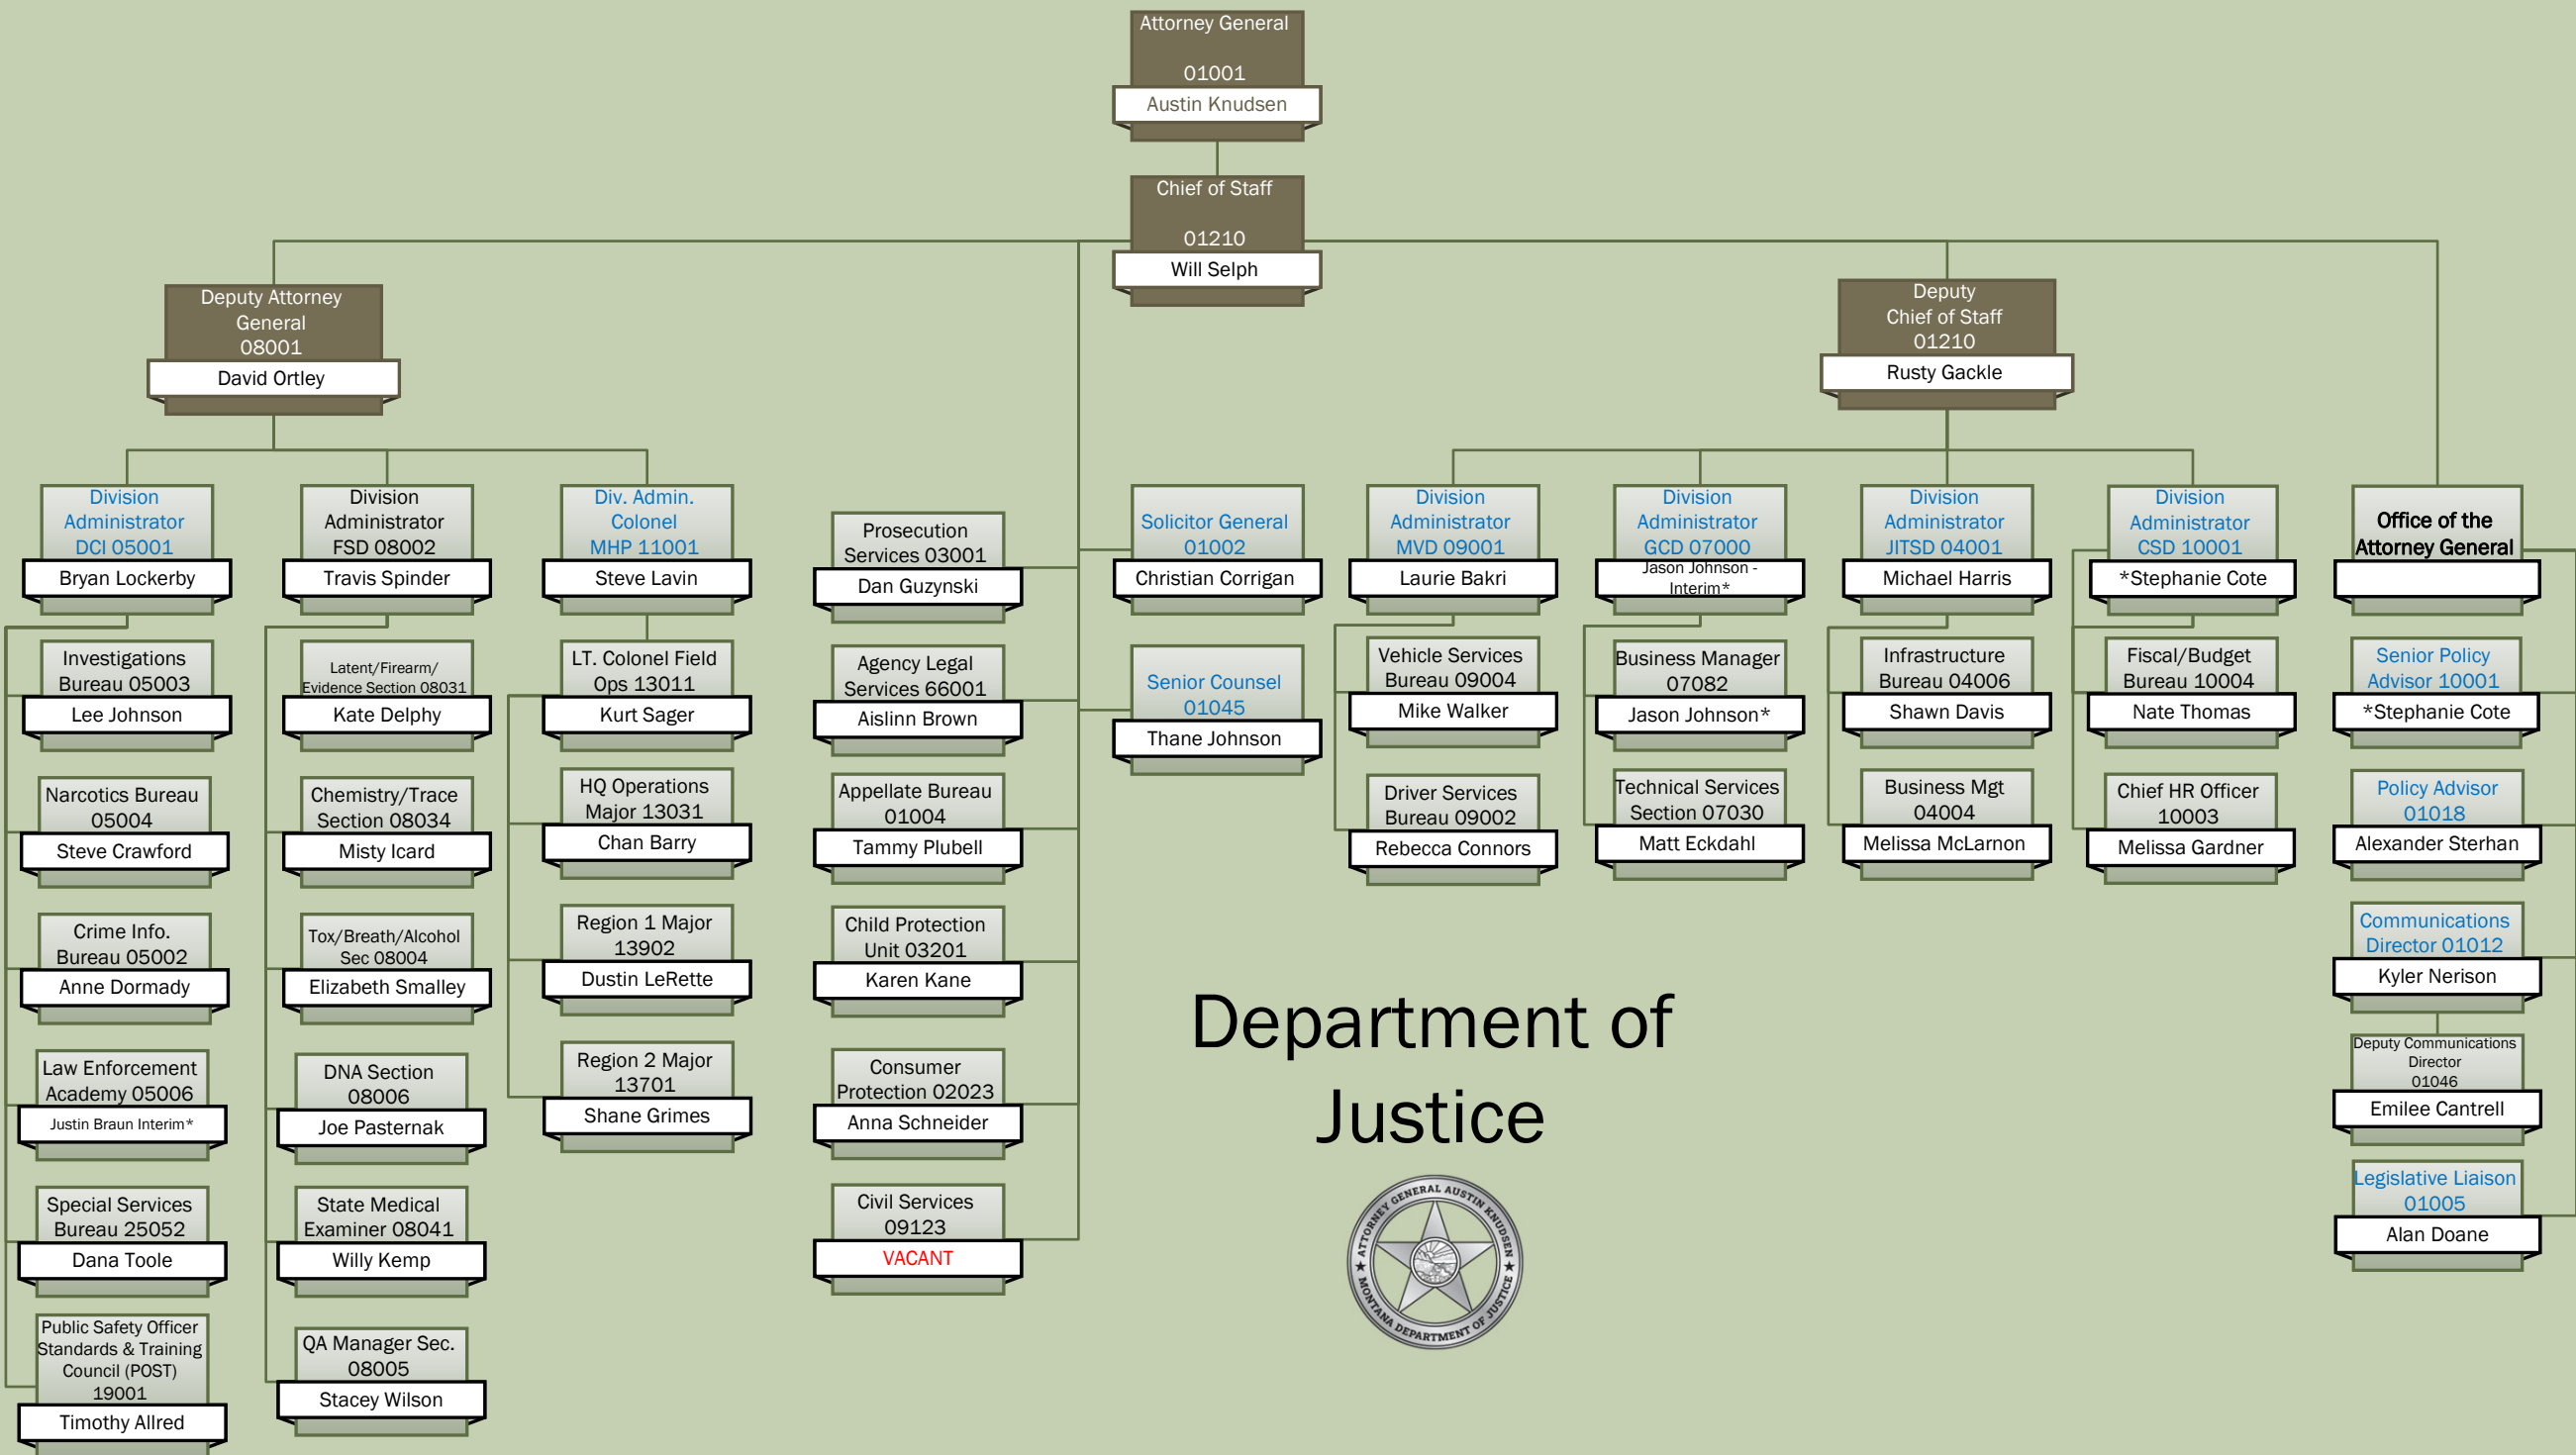 Attorney General
01001
Austin Knudsen
Chief of Staff
01210
Will Selph
Deputy Attorney
General
08001
David Ortley
Deputy
Chief of Staff
01210
Rusty Gackle
Division
Administrator
DCI 05001
Bryan Lockerby
Investigations
Bureau 05003
Lee Johnson
Narcotics Bureau
05004
Steve Crawford
Crime Info.
Bureau 05002
Anne Dormady
Law Enforcement
Academy 05006
Justin Braun Interim*
Special Services
Bureau 25052
Dana Toole
Public Safety Officer
Standards & Training
Council (POST)
19001
Timothy Allred
Division
Administrator
FSD 08002
Travis Spinder
Latent/Firearm/
Evidence Section 08031
Kate Delphy
Chemistry/Trace
Section 08034
Misty Icard
Tox/Breath/Alcohol
Sec 08004
Elizabeth Smalley
DNA Section
08006
Joe Pasternak
State Medical
Examiner 08041
Willy Kemp
QA Manager Sec.
08005
Stacey Wilson
Div. Admin.
Colonel
MHP 11001
Steve Lavin
LT. Colonel Field
Ops 13011
Kurt Sager
HQ Operations
Major 13031
Chan Barry
Region 1 Major
13902
Dustin LeRette
Region 2 Major
13701
Shane Grimes
Prosecution
Services 03001
Dan Guzynski
Agency Legal
Services 66001
Aislinn Brown
Appellate Bureau
01004
Tammy Plubell
Child Protection
Unit 03201
Karen Kane
Consumer
Protection 02023
Anna Schneider
Civil Services
09123
VACANT
Solicitor General
01002
Christian Corrigan
Senior Counsel
01045
Thane Johnson
Division
Administrator
MVD 09001
Laurie Bakri
Vehicle Services
Bureau 09004
Mike Walker
Driver Services
Bureau 09002
Rebecca Connors
Division
Administrator
GCD 07000
Jason Johnson -
Interim*
Business Manager
07082
Jason Johnson*
Technical Services
Section 07030
Matt Eckdahl
Division
Administrator
JITSD 04001
Michael Harris
Infrastructure
Bureau 04006
Shawn Davis
Business Mgt
04004
Melissa McLarnon
Division
Administrator
CSD 10001
*Stephanie Cote
Fiscal/Budget
Bureau 10004
Nate Thomas
Chief HR Officer
10003
Melissa Gardner
Office of the
Attorney General
Senior Policy
Advisor 10001
*Stephanie Cote
Policy Advisor
01018
Alexander Sterhan
Communications
Director 01012
Kyler Nerison
Deputy Communications
Director
01046
Emilee Cantrell
Legislative Liaison
01005
Alan Doane
Department of
Justice
ATTORNEY GENERAL AUSTIN KNUDSEN
MONTANA DEPARTMENT OF JUSTICE